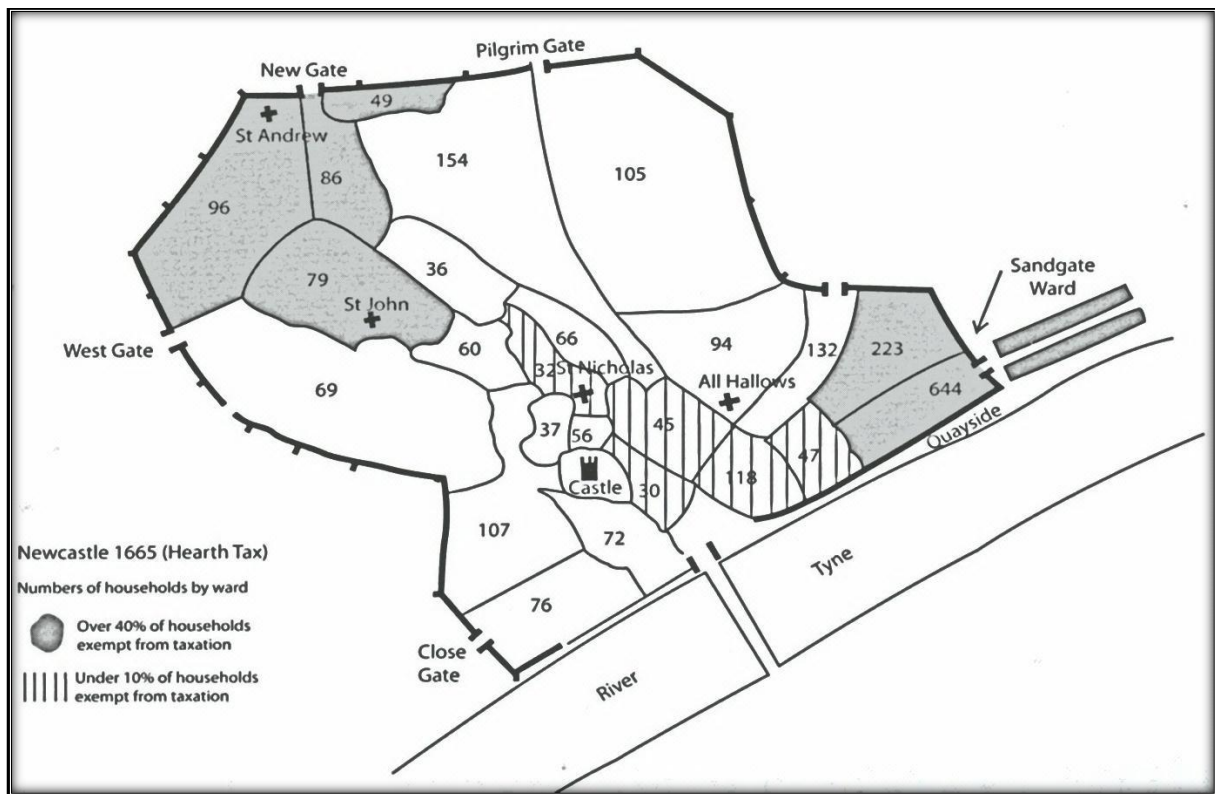 Pilgrim Gate
New Gate
49
St Andrew
154
86
105
96
36
79
Sandgate
Ward
St John
West Gate
66
60
94
132
223
32
St Nicholas
69
All Hallows
644
37
56
45
Quayside
47
Castle
30
118
107
72
Tyne
Newcastle 1665 (Hearth Tax)
Numbers of households by ward
76
Over 40% of households
exempt from taxation
Close
Gate
Under 10% of households
exempt from taxation
River